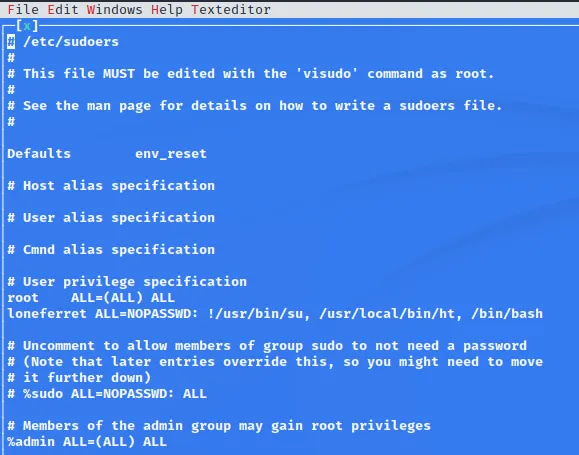 File Edit Windows Help Texteditor
[x]
# /etc/sudoers
#
# This file MUST be edited with the 'visudo' command as root.
#
# See the man page for details on how to write a sudoers file.
#
Defaults env_reset
# Host alias specification
# User alias specification
# Cmnd alias specification
# User privilege specification
root ALL=(ALL) ALL
loneferret ALL=NOPASSWD: !/usr/bin/su, /usr/local/bin/ht, /bin/bash
# Uncomment to allow members of group sudo to not need a password
# (Note that later entries override this, so you might need to move
# it further down)
# %sudo ALL=NOPASSWD: ALL
# Members of the admin group may gain root privileges
%admin ALL=(ALL) ALL